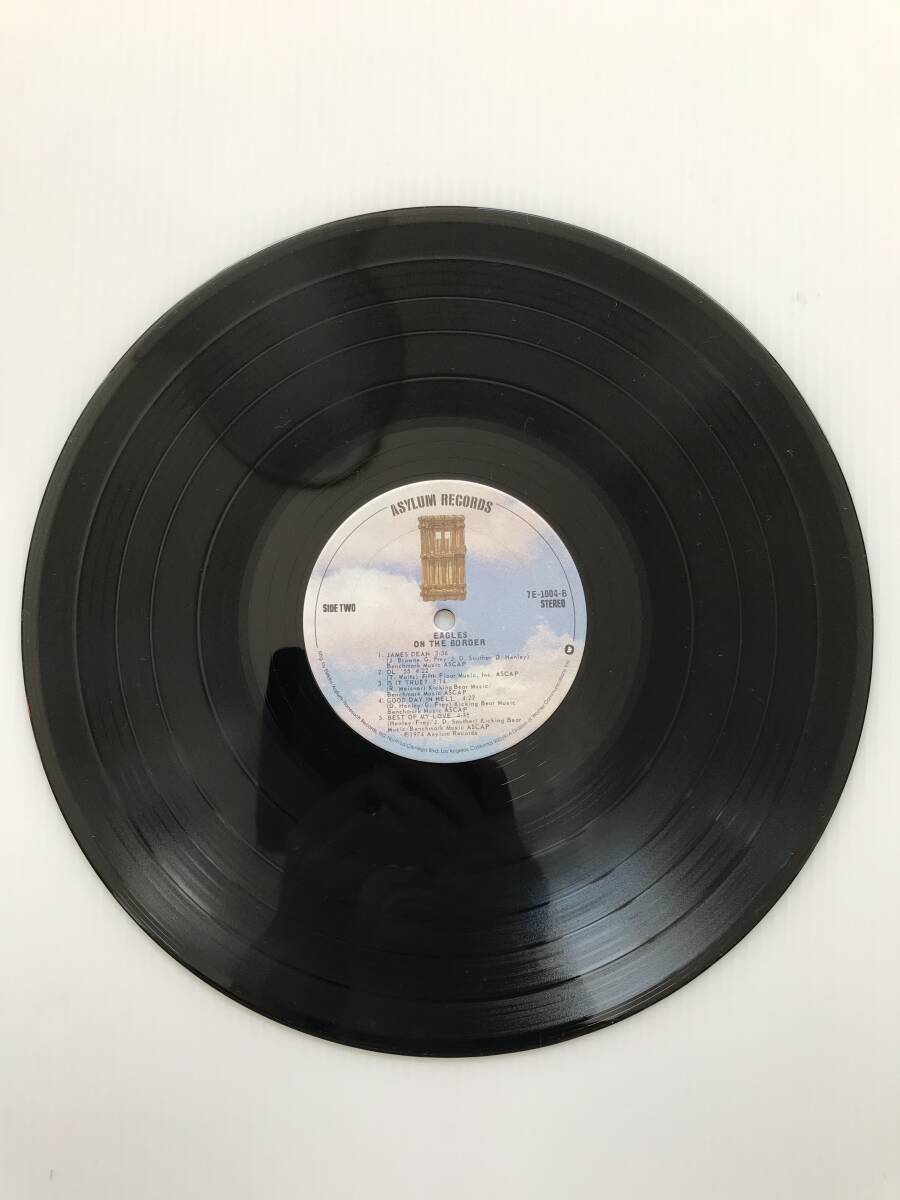 ASYLUM RECORDS
SIDE TWO
7E-1004-B
STEREO
EAGLES
ON THE BORDER
1. JAMES DEAN 3:36
(J. Browne/G. Frey/J. D. Souther/D. Henley)
Benchmark Music ASCAP
2. OL' 55 4:22
(T. Waits) Fifth Floor Music, Inc. ASCAP
3. IS IT TRUE? 3:14
(R. Meisner) Kicking Bear Music/
Benchmark Music ASCAP
4. GOOD DAY IN HELL 4:27
(D. Henley/G. Frey) Kicking Bear Music/
Benchmark Music ASCAP
5. BEST OF MY LOVE 4:35
(Henley/Frey/J. D. Souther) Kicking Bear
Music/Benchmark Music ASCAP
©1974 Asylum Records
Blvd., Los Angeles, California